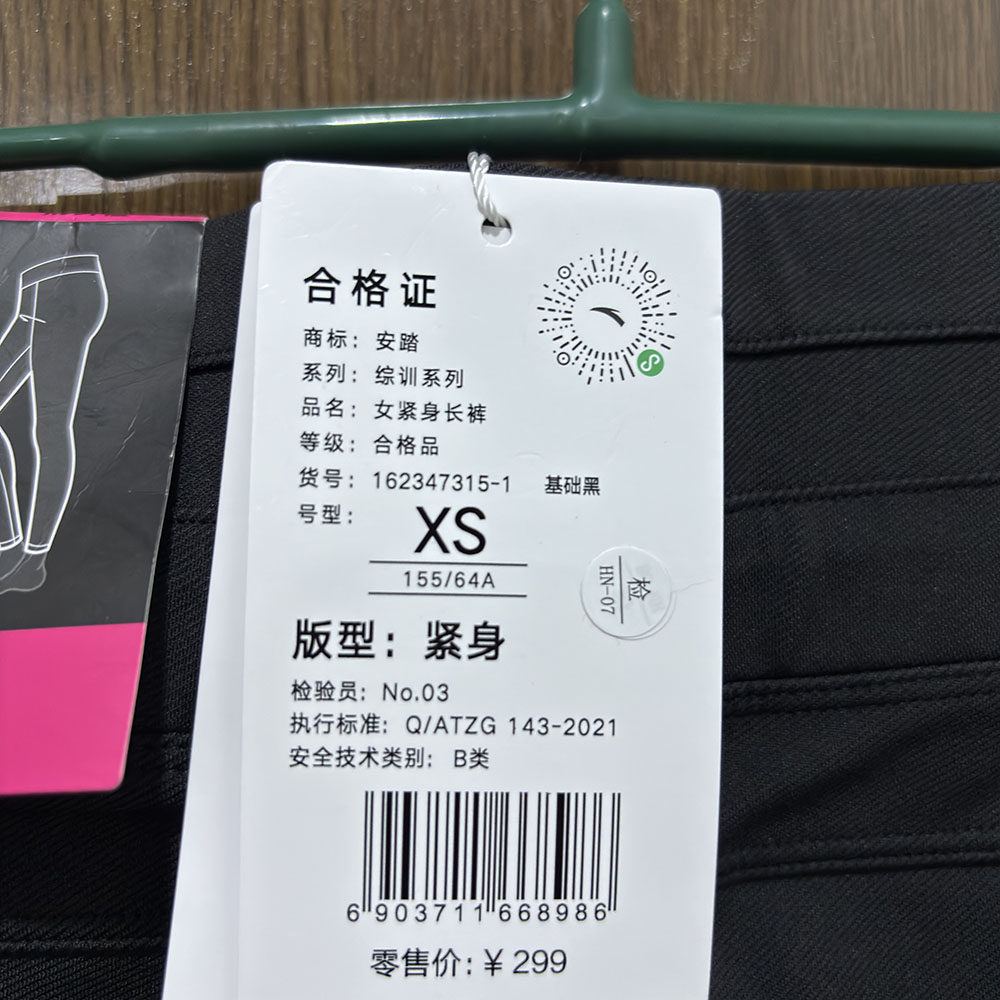 合格证
商标：安踏
系列：综训系列
品名：女紧身长裤
等级：合格品
货号：162347315-1 基础黑
号型：XS
155/64A
检
HN-07
版型：紧身
检验员：No.03
执行标准：Q/ATZG 143-2021
安全技术类别：B类
6903711668986
零售价：￥299